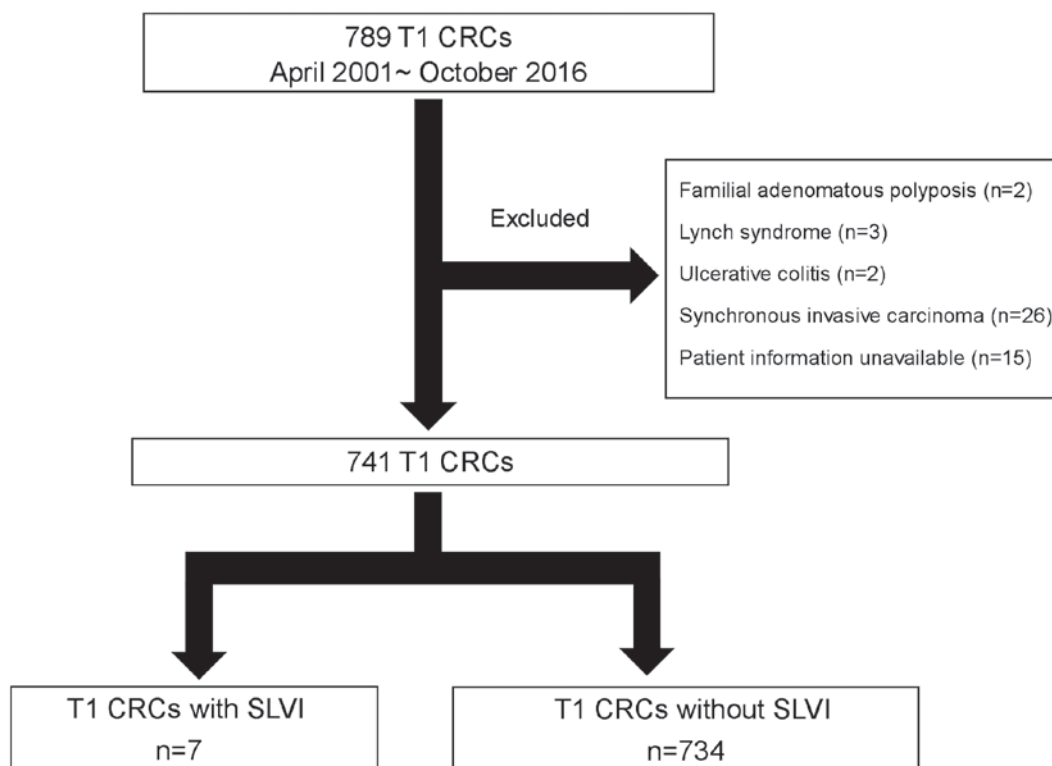 789 T1 CRCs
April 2001~ October 2016
Excluded
Familial adenomatous polyposis (n=2)
Lynch syndrome (n=3)
Ulcerative colitis (n=2)
Synchronous invasive carcinoma (n=26)
Patient information unavailable (n=15)
741 T1 CRCs
T1 CRCs with SLVI
n=7
T1 CRCs without SLVI
n=734